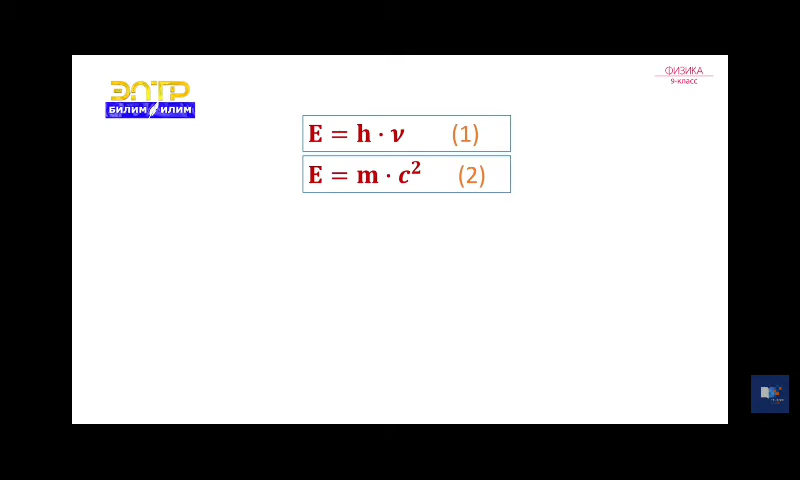 ЭЛТР
БИЛИМ ИЛИМ
ФИЗИКА
9-класс
E = h · ν (1)
E = m · c² (2)